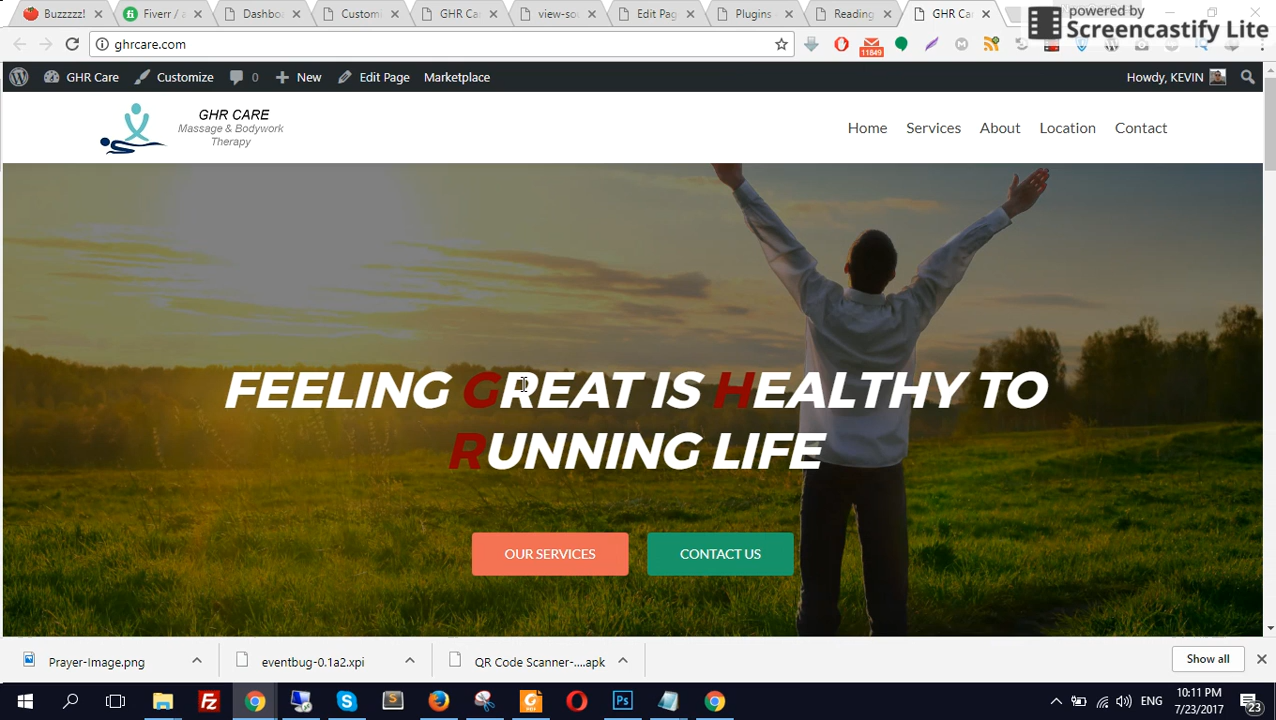 powered by
Screencastify Lite
Buzzzz!
Fiverr /
Dashbo
Custom
GHR Ca
view-so
Edit Pag
Plugins
Reading
GHR Ca
ghrcare.com
11849
GHR Care
Customize
0
New
Edit Page
Marketplace
Howdy, KEVIN
GHR CARE
Massage & Bodywork
Therapy
Home
Services
About
Location
Contact
FEELING GREAT IS HEALTHY TO
RUNNING LIFE
OUR SERVICES
CONTACT US
Prayer-Image.png
eventbug-0.1a2.xpi
QR Code Scanner-....apk
Show all
ENG
10:11 PM
7/23/2017
23